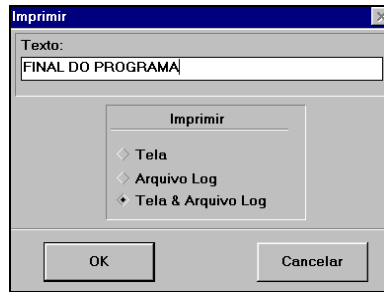 Imprimir
Texto:
FINAL DO PROGRAMA
Imprimir
Tela
Arquivo Log
Tela & Arquivo Log
OK
Cancelar